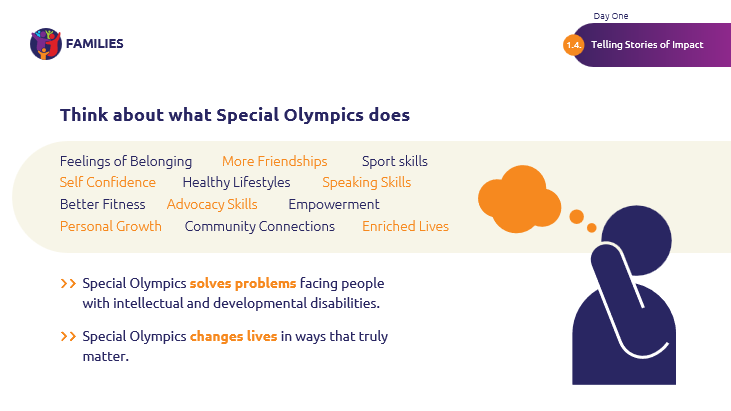 Day One
FAMILIES
1.4. Telling Stories of Impact
Think about what Special Olympics does
Feelings of Belonging More Friendships Sport skills
Self Confidence Healthy Lifestyles Speaking Skills
Better Fitness Advocacy Skills Empowerment
Personal Growth Community Connections Enriched Lives
Special Olympics solves problems facing people
with intellectual and developmental disabilities.
Special Olympics changes lives in ways that truly
matter.